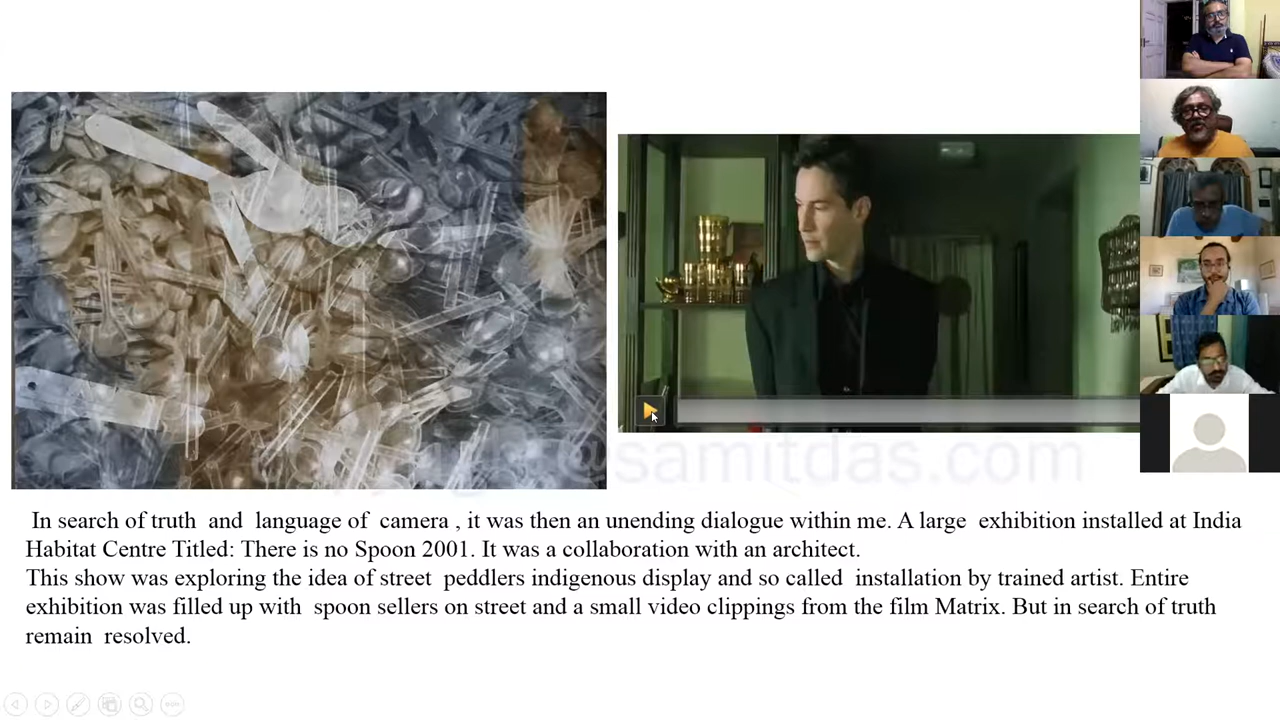 copyright@samitdas.com
In search of truth and language of camera , it was then an unending dialogue within me. A large exhibition installed at India
Habitat Centre Titled: There is no Spoon 2001. It was a collaboration with an architect.
This show was exploring the idea of street peddlers indigenous display and so called installation by trained artist. Entire
exhibition was filled up with spoon sellers on street and a small video clippings from the film Matrix. But in search of truth
remain resolved.